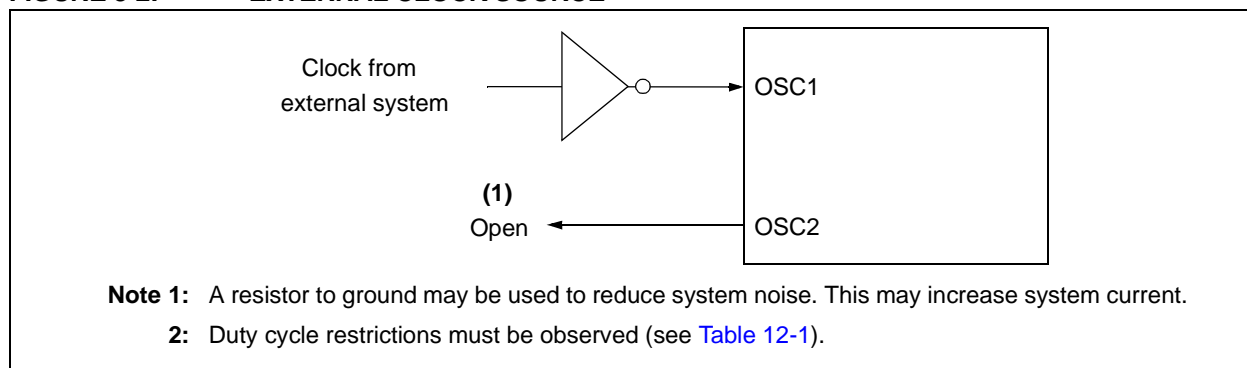 Clock from
external system
OSC1
(1)
Open
OSC2
Note 1: A resistor to ground may be used to reduce system noise. This may increase system current.
2: Duty cycle restrictions must be observed (see Table 12-1).